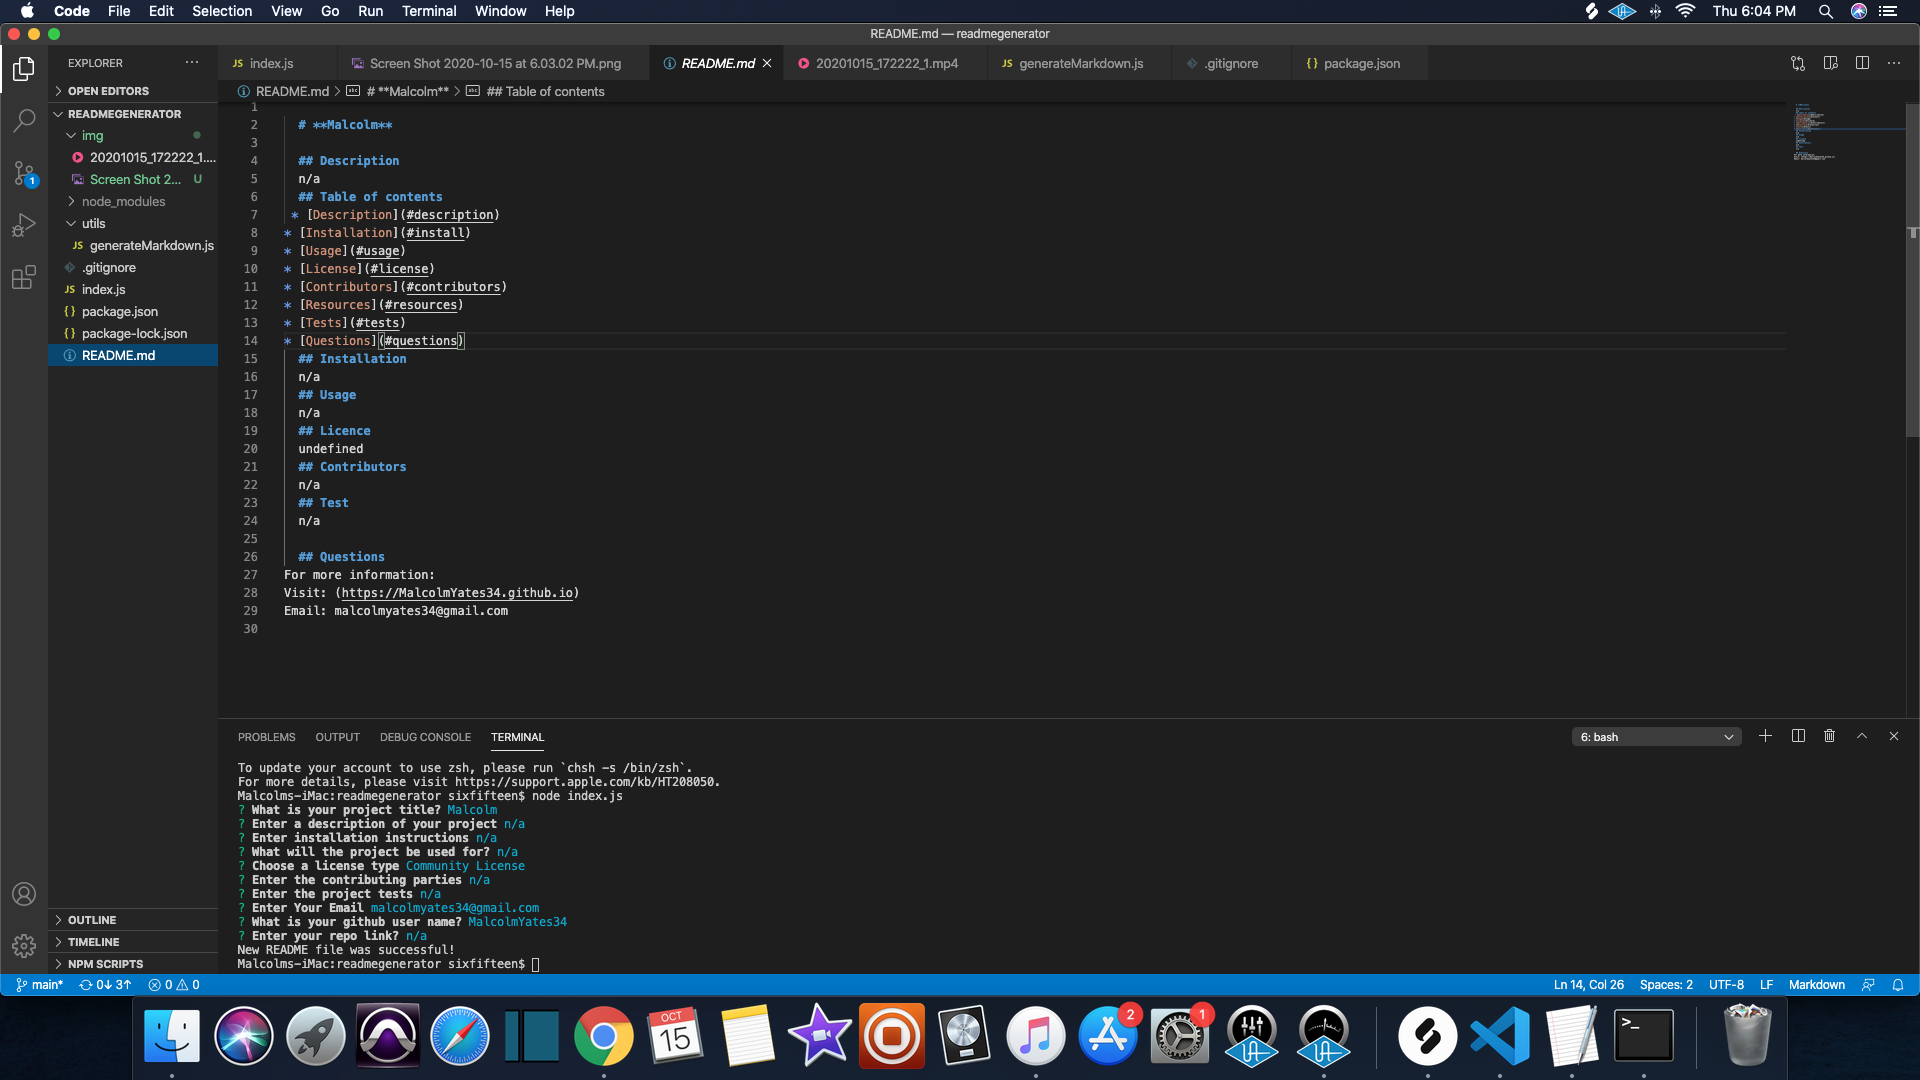 Code File Edit Selection View Go Run Terminal Window Help
Thu 6:04 PM
README.md — readmegenerator
EXPLORER
JS index.js
Screen Shot 2020-10-15 at 6.03.02 PM.png
README.md
20201015_172222_1.mp4
JS generateMarkdown.js
.gitignore
{} package.json
OPEN EDITORS
READMEGENERATOR
img
20201015_172222_1....
Screen Shot 2... U
node_modules
utils
JS generateMarkdown.js
.gitignore
JS index.js
{} package.json
{} package-lock.json
README.md
OUTLINE
TIMELINE
NPM SCRIPTS
1
README.md > # **Malcolm** > ## Table of contents
1
2 # **Malcolm**
3
4 ## Description
5 n/a
6 ## Table of contents
7 * [Description](#description)
8 * [Installation](#install)
9 * [Usage](#usage)
10 * [License](#license)
11 * [Contributors](#contributors)
12 * [Resources](#resources)
13 * [Tests](#tests)
14 * [Questions](#questions)
15 ## Installation
16 n/a
17 ## Usage
18 n/a
19 ## Licence
20 undefined
21 ## Contributors
22 n/a
23 ## Test
24 n/a
25
26 ## Questions
27 For more information:
28 Visit: (https://MalcolmYates34.github.io)
29 Email: malcolmyates34@gmail.com
30
PROBLEMS OUTPUT DEBUG CONSOLE TERMINAL
6: bash
To update your account to use zsh, please run `chsh -s /bin/zsh`.
For more details, please visit https://support.apple.com/kb/HT208050.
Malcolms-iMac:readmegenerator sixfifteen$ node index.js
? What is your project title? Malcolm
? Enter a description of your project n/a
? Enter installation instructions n/a
? What will the project be used for? n/a
? Choose a license type Community License
? Enter the contributing parties n/a
? Enter the project tests n/a
? Enter Your Email malcolmyates34@gmail.com
? What is your github user name? MalcolmYates34
? Enter your repo link? n/a
New README file was successful!
Malcolms-iMac:readmegenerator sixfifteen$
main* 0↓ 3↑ 0 0
Ln 14, Col 26 Spaces: 2 UTF-8 LF Markdown
OCT
15
2
1
>_